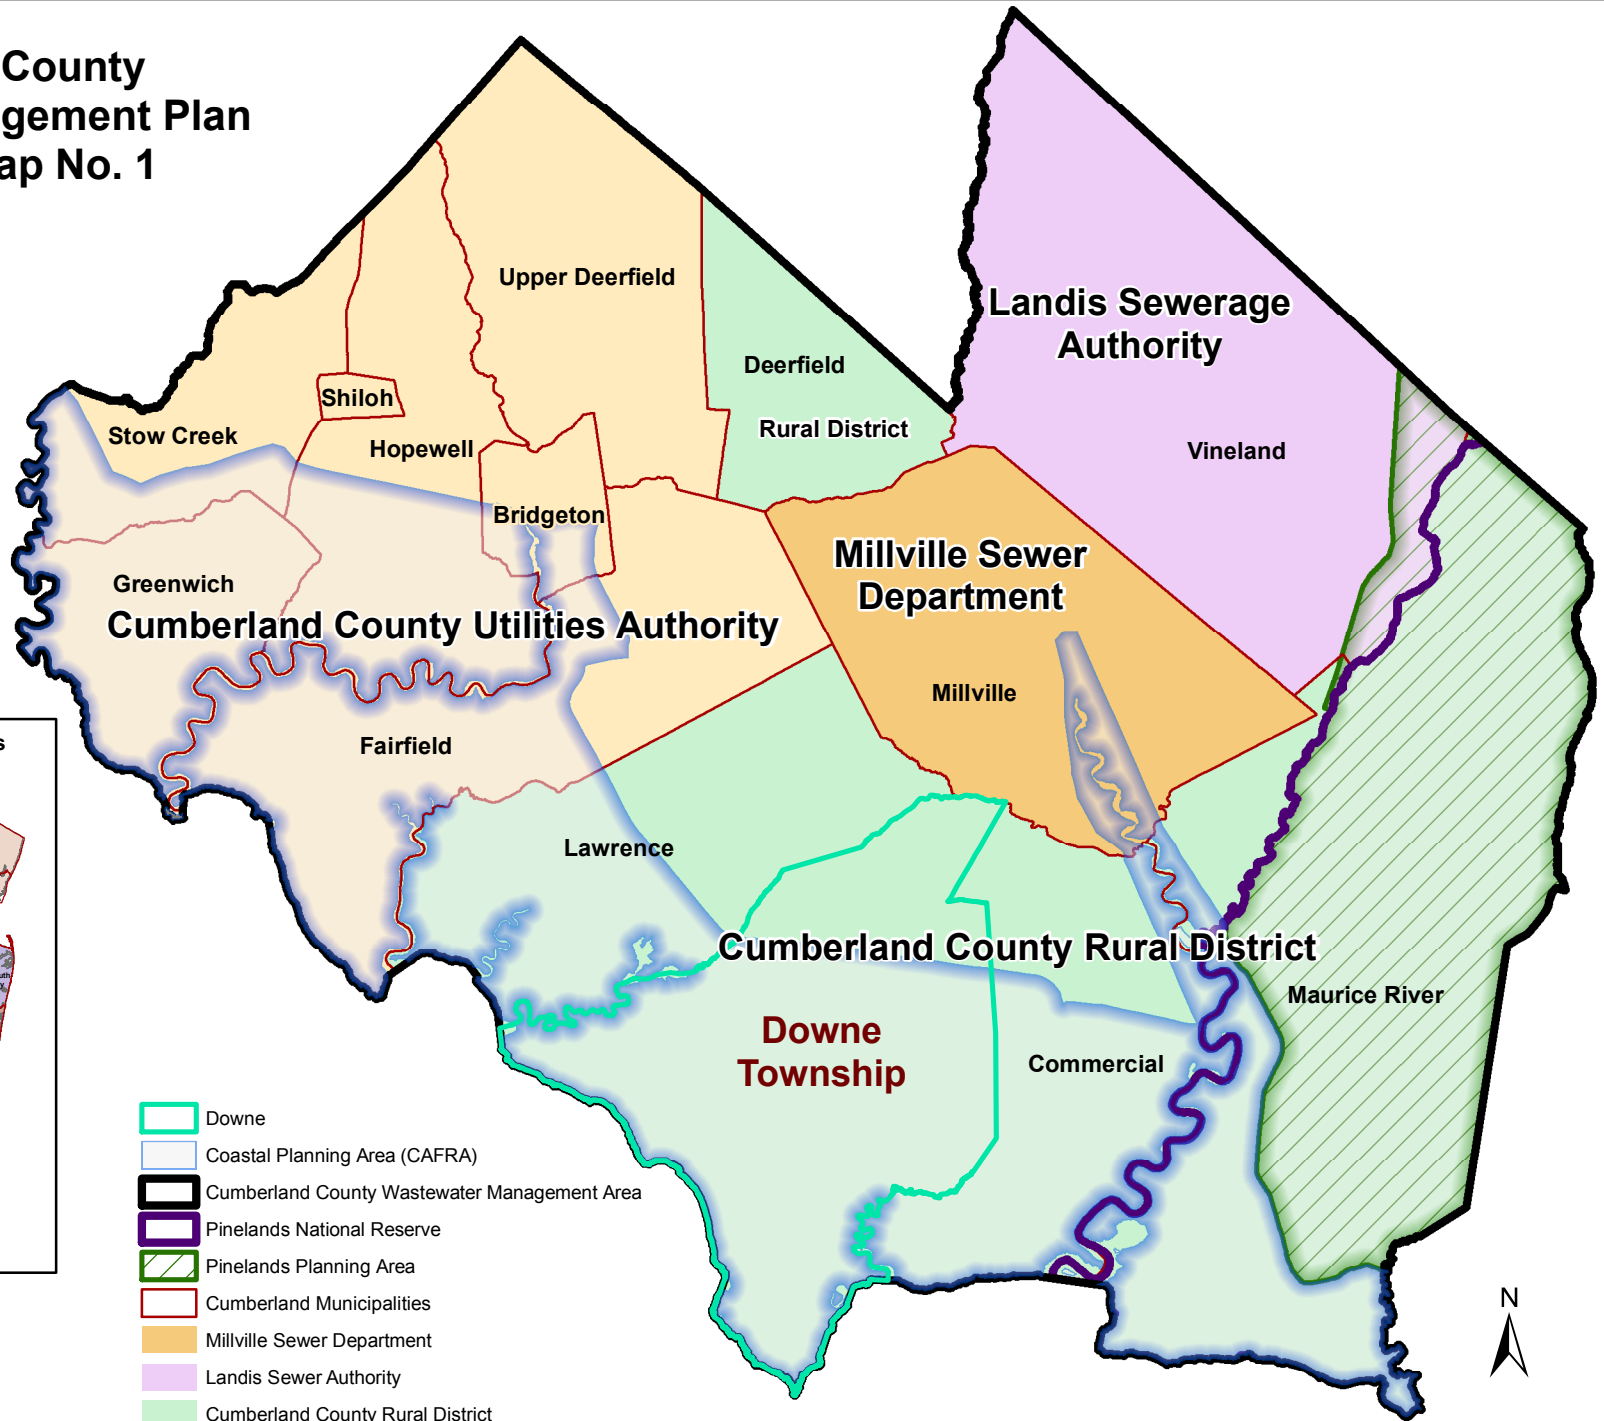 County
gement Plan
ap No. 1
Upper Deerfield
Landis Sewerage
Authority
Deerfield
Shiloh
Rural District
Stow Creek
Hopewell
Vineland
Bridgeton
Millville Sewer
Department
Greenwich
Cumberland County Utilities Authority
Millville
Fairfield
s
Lawrence
Cumberland County Rural District
Maurice River
Downe
Township
Commercial
Downe
Coastal Planning Area (CAFRA)
Cumberland County Wastewater Management Area
Pinelands National Reserve
Pinelands Planning Area
Cumberland Municipalities
Millville Sewer Department
Landis Sewer Authority
Cumberland County Rural District
N